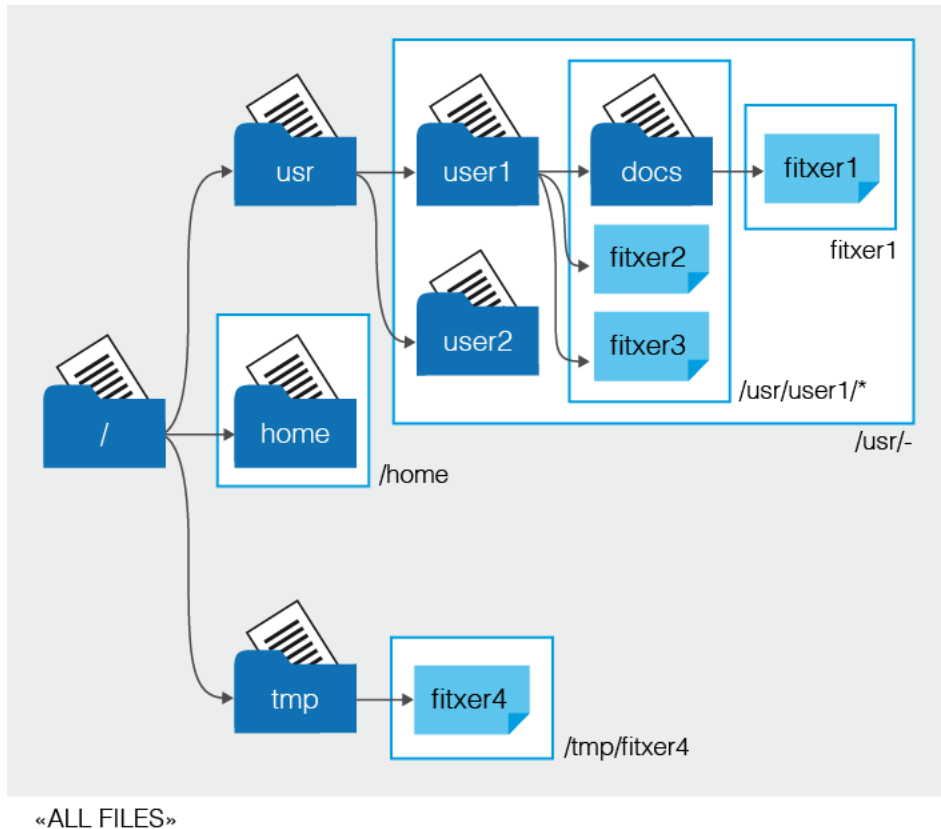 usr
user1
docs
fitxer1
fitxer1
fitxer2
user2
fitxer3
/usr/user1/*
/usr/-
/
home
/home
tmp
fitxer4
/tmp/fitxer4
«ALL FILES»